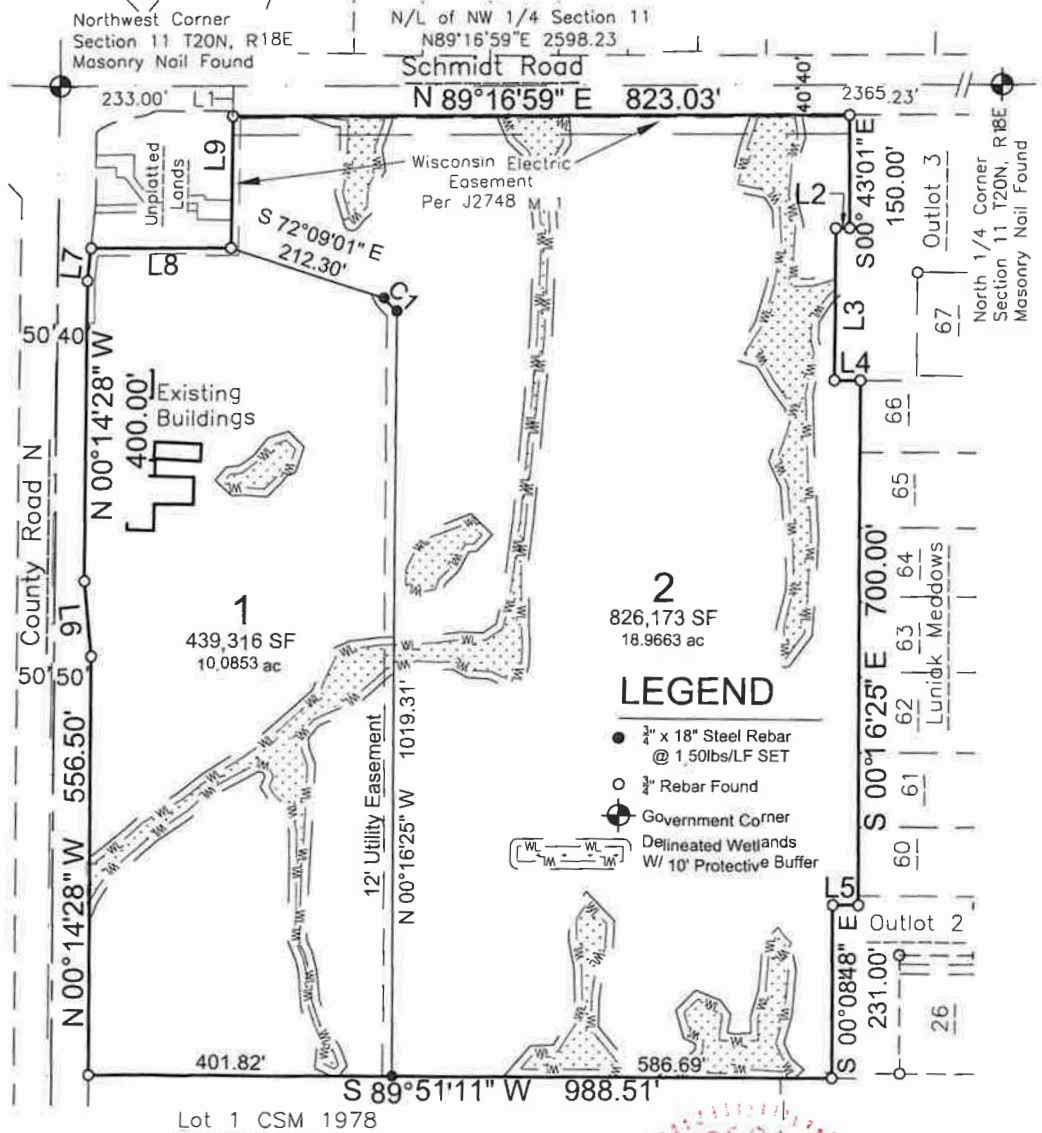 Northwest Corner
Section 11 T20N, R18E
Masonry Nail Found
N/L of NW 1/4 Section 11
N89°16'59"E 2598.23
Schmidt Road
233.00'
L1
N 89°16'59" E 823.03'
40'40'
2365.23'
North 1/4 Corner
Section 11 T20N, R18E
Masonry Nail Found
L9
Unplatted
Lands
Wisconsin Electric
Easement
Per J2748 M 1
L2
S00°43'01"E
150.00'
Outlot 3
L7
L8
S 72°09'01" E
212.30'
C1
L3
67
L4
50'40'
N 00°14'28" W
400.00'
Existing
Buildings
County Road N
66
65
64
63
62
61
60
Luniak Meddows
S 00°16'25" E 700.00'
L6
50'50'
1
439,316 SF
10.0853 ac
2
826,173 SF
18.9663 ac
LEGEND
3/4" x 18" Steel Rebar
@ 1.50lbs/LF SET
3/4" Rebar Found
Government Corner
WL WL WL WL
Delineated Wetlands
W/ 10' Protective Buffer
N 00°14'28" W 556.50'
12' Utility Easement
N 00°16'25" W 1019.31'
L5
Outlot 2
S 00°0848" E
231.00'
26
401.82'
586.69'
S 89°51'11" W 988.51'
Lot 1 CSM 1978